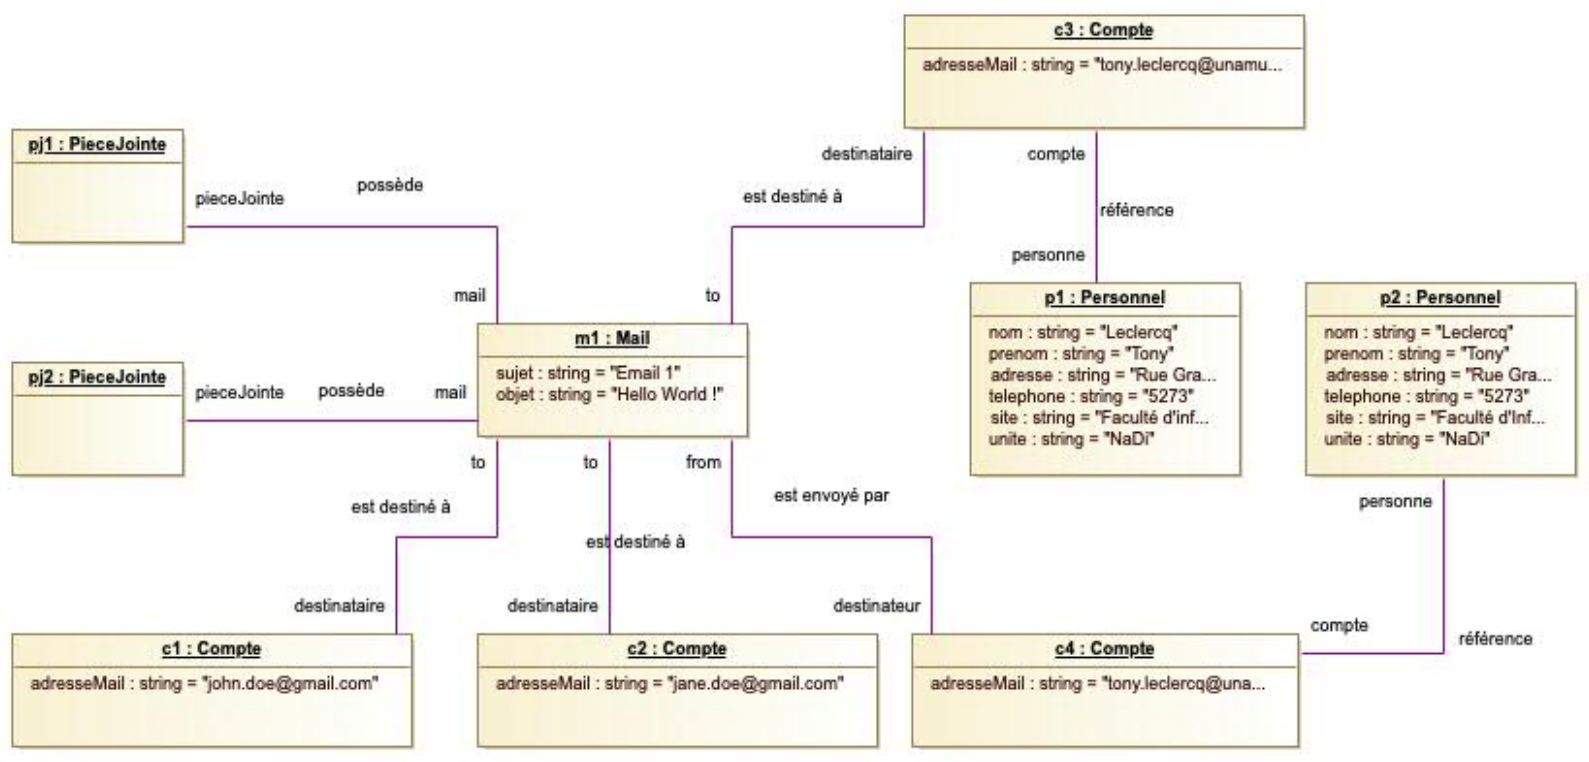 c3 : Compte
adresseMail : string = "tony.leclercq@unamu...
pj1 : PieceJointe
destinataire
compte
possède
pieceJointe
est destiné à
référence
personne
mail
to
p1 : Personnel
nom : string = "Leclercq"
prenom : string = "Tony"
adresse : string = "Rue Gra...
telephone : string = "5273"
site : string = "Faculté d'inf...
unite : string = "NaDi"
p2 : Personnel
nom : string = "Leclercq"
prenom : string = "Tony"
adresse : string = "Rue Gra...
telephone : string = "5273"
site : string = "Faculté d'Inf...
unite : string = "NaDi"
m1 : Mail
sujet : string = "Email 1"
objet : string = "Hello World !"
pj2 : PieceJointe
pieceJointe
possède
mail
to
to
from
est destiné à
est destiné à
est envoyé par
personne
destinataire
destinataire
destinateur
compte
référence
c1 : Compte
adresseMail : string = "john.doe@gmail.com"
c2 : Compte
adresseMail : string = "jane.doe@gmail.com"
c4 : Compte
adresseMail : string = "tony.leclercq@una...